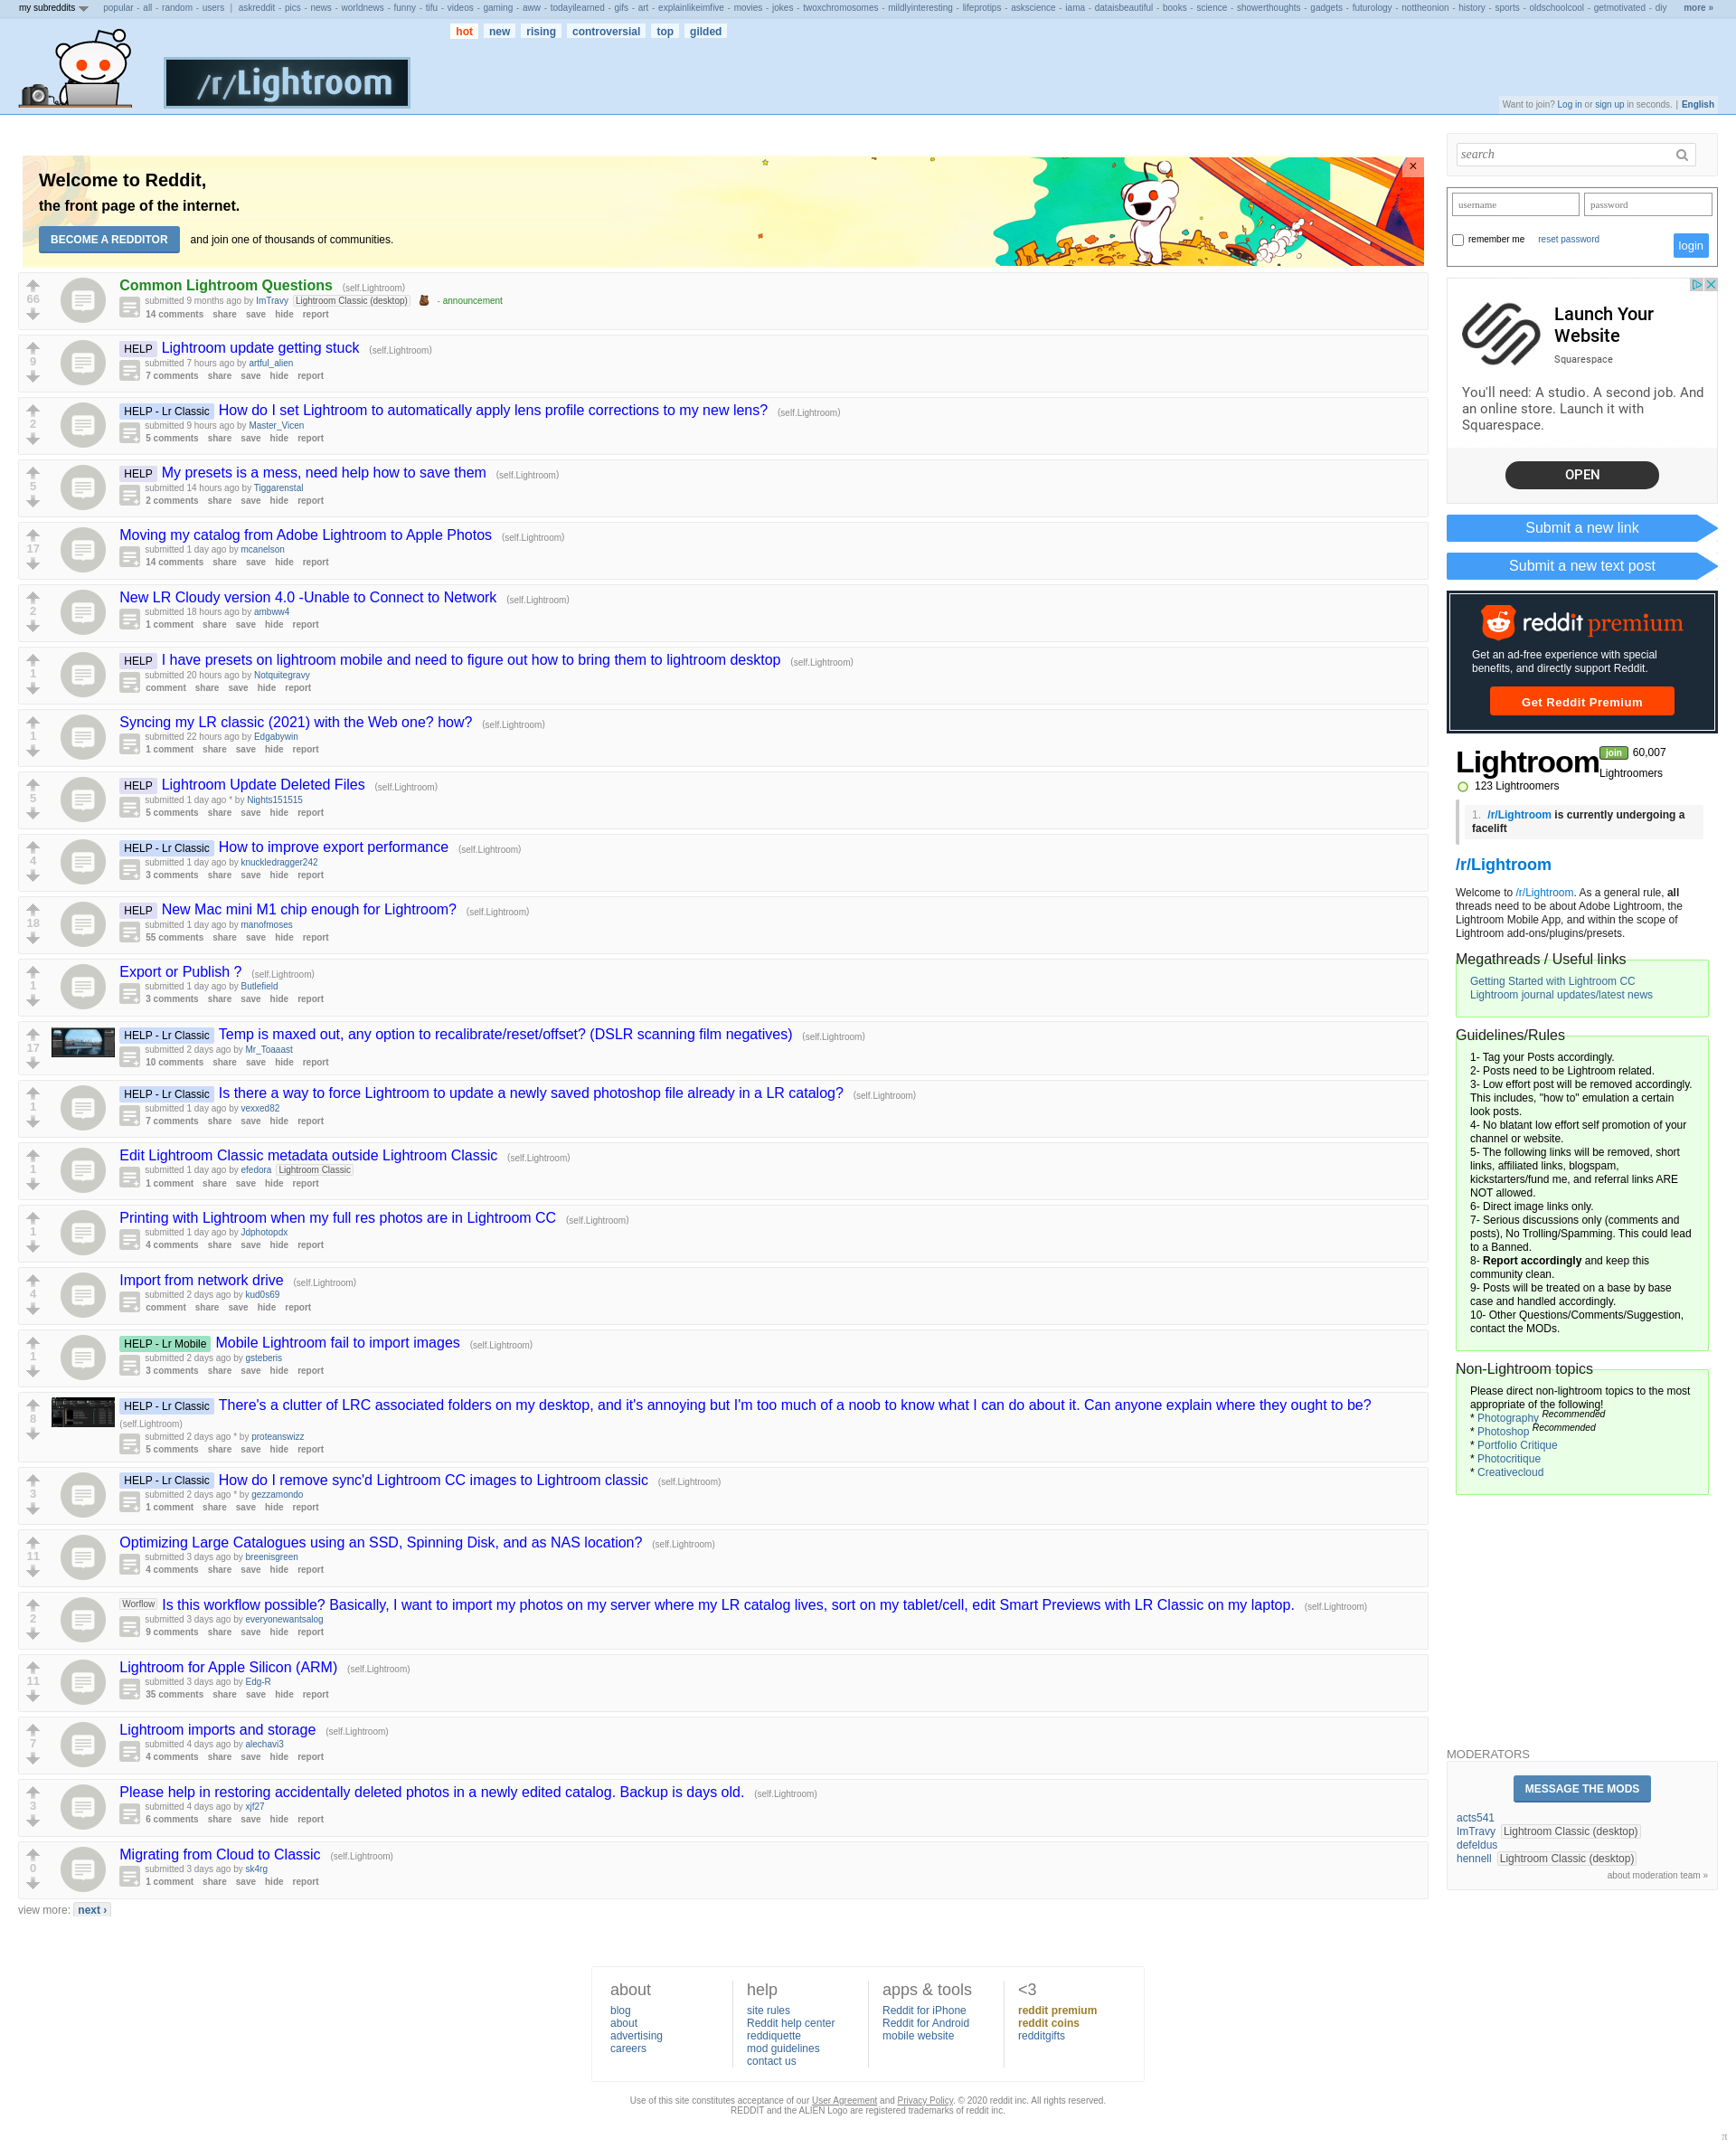 my subreddits popular - all - random - users | askreddit - pics - news - worldnews - funny - tifu - videos - gaming - aww - todayilearned - gifs - art - explainlikeimfive - movies - jokes - twoxchromosomes - mildlyinteresting - lifeprotips - askscience - iama - dataisbeautiful - books - science - showerthoughts - gadgets - futurology - nottheonion - history - sports - oldschoolcool - getmotivated - diy more »
hot new rising controversial top gilded
/r/Lightroom
Want to join? Log in or sign up in seconds. | English
Welcome to Reddit,
the front page of the internet.
BECOME A REDDITOR and join one of thousands of communities.
×
66
Common Lightroom Questions (self.Lightroom)
submitted 9 months ago by ImTravy Lightroom Classic (desktop) - announcement
14 comments share save hide report
9
HELP Lightroom update getting stuck (self.Lightroom)
submitted 7 hours ago by artful_alien
7 comments share save hide report
2
HELP - Lr Classic How do I set Lightroom to automatically apply lens profile corrections to my new lens? (self.Lightroom)
submitted 9 hours ago by Master_Vicen
5 comments share save hide report
5
HELP My presets is a mess, need help how to save them (self.Lightroom)
submitted 14 hours ago by Tiggarenstal
2 comments share save hide report
17
Moving my catalog from Adobe Lightroom to Apple Photos (self.Lightroom)
submitted 1 day ago by mcanelson
14 comments share save hide report
2
New LR Cloudy version 4.0 -Unable to Connect to Network (self.Lightroom)
submitted 18 hours ago by ambww4
1 comment share save hide report
1
HELP I have presets on lightroom mobile and need to figure out how to bring them to lightroom desktop (self.Lightroom)
submitted 20 hours ago by Notquitegravy
comment share save hide report
1
Syncing my LR classic (2021) with the Web one? how? (self.Lightroom)
submitted 22 hours ago by Edgabywin
1 comment share save hide report
5
HELP Lightroom Update Deleted Files (self.Lightroom)
submitted 1 day ago * by Nights151515
5 comments share save hide report
4
HELP - Lr Classic How to improve export performance (self.Lightroom)
submitted 1 day ago by knuckledragger242
3 comments share save hide report
18
HELP New Mac mini M1 chip enough for Lightroom? (self.Lightroom)
submitted 1 day ago by manofmoses
55 comments share save hide report
1
Export or Publish ? (self.Lightroom)
submitted 1 day ago by Butlefield
3 comments share save hide report
17
HELP - Lr Classic Temp is maxed out, any option to recalibrate/reset/offset? (DSLR scanning film negatives) (self.Lightroom)
submitted 2 days ago by Mr_Toaaast
10 comments share save hide report
1
HELP - Lr Classic Is there a way to force Lightroom to update a newly saved photoshop file already in a LR catalog? (self.Lightroom)
submitted 1 day ago by vexxed82
7 comments share save hide report
1
Edit Lightroom Classic metadata outside Lightroom Classic (self.Lightroom)
submitted 1 day ago by efedora Lightroom Classic
1 comment share save hide report
1
Printing with Lightroom when my full res photos are in Lightroom CC (self.Lightroom)
submitted 1 day ago by Jdphotopdx
4 comments share save hide report
4
Import from network drive (self.Lightroom)
submitted 2 days ago by kud0s69
comment share save hide report
1
HELP - Lr Mobile Mobile Lightroom fail to import images (self.Lightroom)
submitted 2 days ago by gsteberis
3 comments share save hide report
8
HELP - Lr Classic There's a clutter of LRC associated folders on my desktop, and it's annoying but I'm too much of a noob to know what I can do about it. Can anyone explain where they ought to be?
(self.Lightroom)
submitted 2 days ago * by proteanswizz
5 comments share save hide report
3
HELP - Lr Classic How do I remove sync'd Lightroom CC images to Lightroom classic (self.Lightroom)
submitted 2 days ago * by gezzamondo
1 comment share save hide report
11
Optimizing Large Catalogues using an SSD, Spinning Disk, and as NAS location? (self.Lightroom)
submitted 3 days ago by breenisgreen
4 comments share save hide report
2
Worflow Is this workflow possible? Basically, I want to import my photos on my server where my LR catalog lives, sort on my tablet/cell, edit Smart Previews with LR Classic on my laptop. (self.Lightroom)
submitted 3 days ago by everyonewantsalog
9 comments share save hide report
11
Lightroom for Apple Silicon (ARM) (self.Lightroom)
submitted 3 days ago by Edg-R
35 comments share save hide report
7
Lightroom imports and storage (self.Lightroom)
submitted 4 days ago by alechavi3
4 comments share save hide report
3
Please help in restoring accidentally deleted photos in a newly edited catalog. Backup is days old. (self.Lightroom)
submitted 4 days ago by xjf27
6 comments share save hide report
0
Migrating from Cloud to Classic (self.Lightroom)
submitted 3 days ago by sk4rg
1 comment share save hide report
view more: next ›
search
username password
remember me reset password login
Launch Your
Website
Squarespace
You'll need: A studio. A second job. And
an online store. Launch it with
Squarespace.
OPEN
Submit a new link
Submit a new text post
reddit premium
Get an ad-free experience with special
benefits, and directly support Reddit.
Get Reddit Premium
Lightroom join 60,007
Lightroomers
123 Lightroomers
1. /r/Lightroom is currently undergoing a
facelift
/r/Lightroom
Welcome to /r/Lightroom. As a general rule, all
threads need to be about Adobe Lightroom, the
Lightroom Mobile App, and within the scope of
Lightroom add-ons/plugins/presets.
Megathreads / Useful links
Getting Started with Lightroom CC
Lightroom journal updates/latest news
Guidelines/Rules
1- Tag your Posts accordingly.
2- Posts need to be Lightroom related.
3- Low effort post will be removed accordingly.
This includes, "how to" emulation a certain
look posts.
4- No blatant low effort self promotion of your
channel or website.
5- The following links will be removed, short
links, affiliated links, blogspam,
kickstarters/fund me, and referral links ARE
NOT allowed.
6- Direct image links only.
7- Serious discussions only (comments and
posts), No Trolling/Spamming. This could lead
to a Banned.
8- Report accordingly and keep this
community clean.
9- Posts will be treated on a base by base
case and handled accordingly.
10- Other Questions/Comments/Suggestion,
contact the MODs.
Non-Lightroom topics
Please direct non-lightroom topics to the most
appropriate of the following!
* Photography Recommended
* Photoshop Recommended
* Portfolio Critique
* Photocritique
* Creativecloud
MODERATORS
MESSAGE THE MODS
acts541
ImTravy Lightroom Classic (desktop)
defeldus
hennell Lightroom Classic (desktop)
about moderation team »
about
blog
about
advertising
careers
help
site rules
Reddit help center
reddiquette
mod guidelines
contact us
apps & tools
Reddit for iPhone
Reddit for Android
mobile website
<3
reddit premium
reddit coins
redditgifts
Use of this site constitutes acceptance of our User Agreement and Privacy Policy. © 2020 reddit inc. All rights reserved.
REDDIT and the ALIEN Logo are registered trademarks of reddit inc.
π